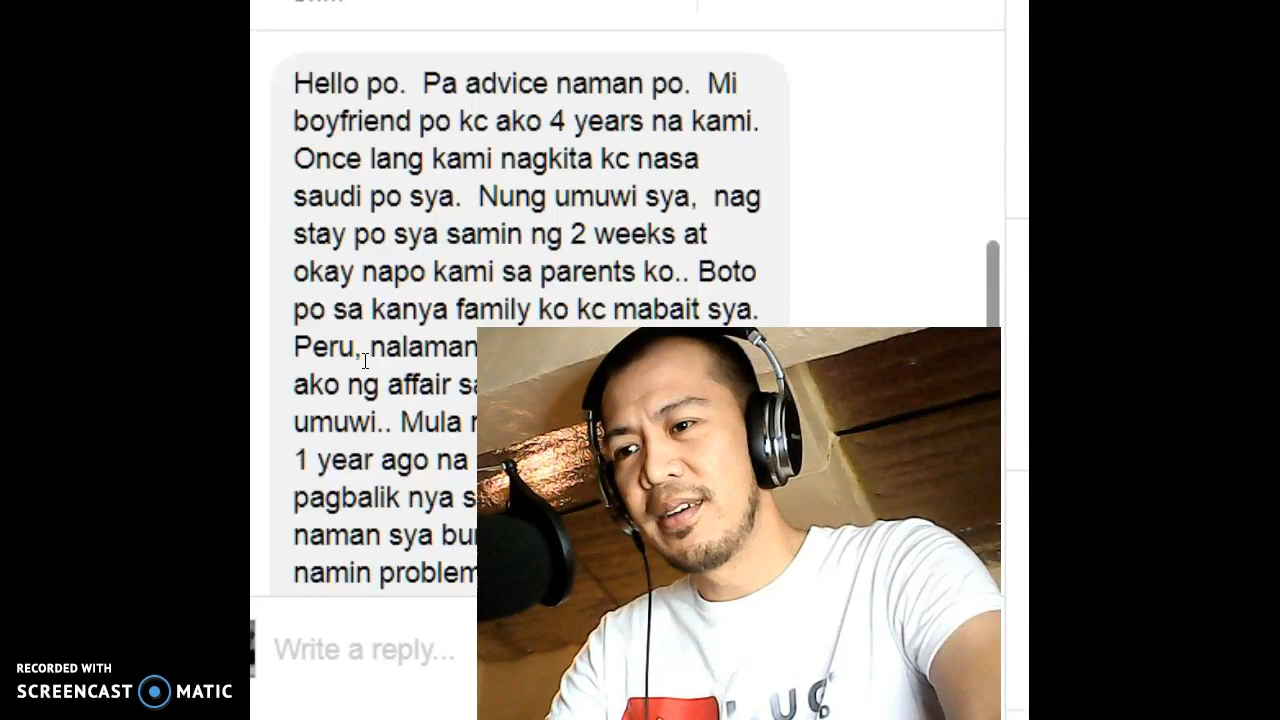 Hello po. Pa advice naman po. Mi
boyfriend po kc ako 4 years na kami.
Once lang kami nagkita kc nasa
saudi po sya. Nung umuwi sya, nag
stay po sya samin ng 2 weeks at
okay napo kami sa parents ko.. Boto
po sa kanya family ko kc mabait sya.
Peru, nalaman
ako ng affair
umuwi.. Mula
1 year ago na
pagbalik nya
naman sya
namin
Write a reply...
RECORDED WITH
SCREENCAST MATIC